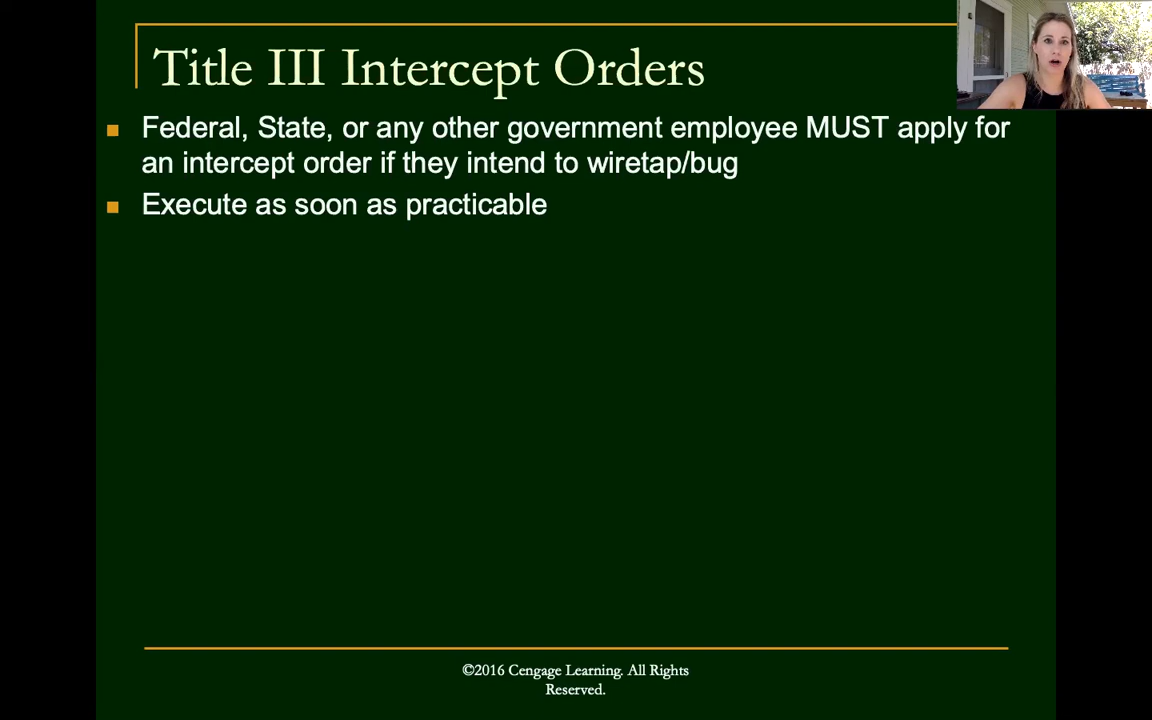 Title III Intercept Orders
Federal, State, or any other government employee MUST apply for
an intercept order if they intend to wiretap/bug
Execute as soon as practicable
©2016 Cengage Learning. All Rights
Reserved.